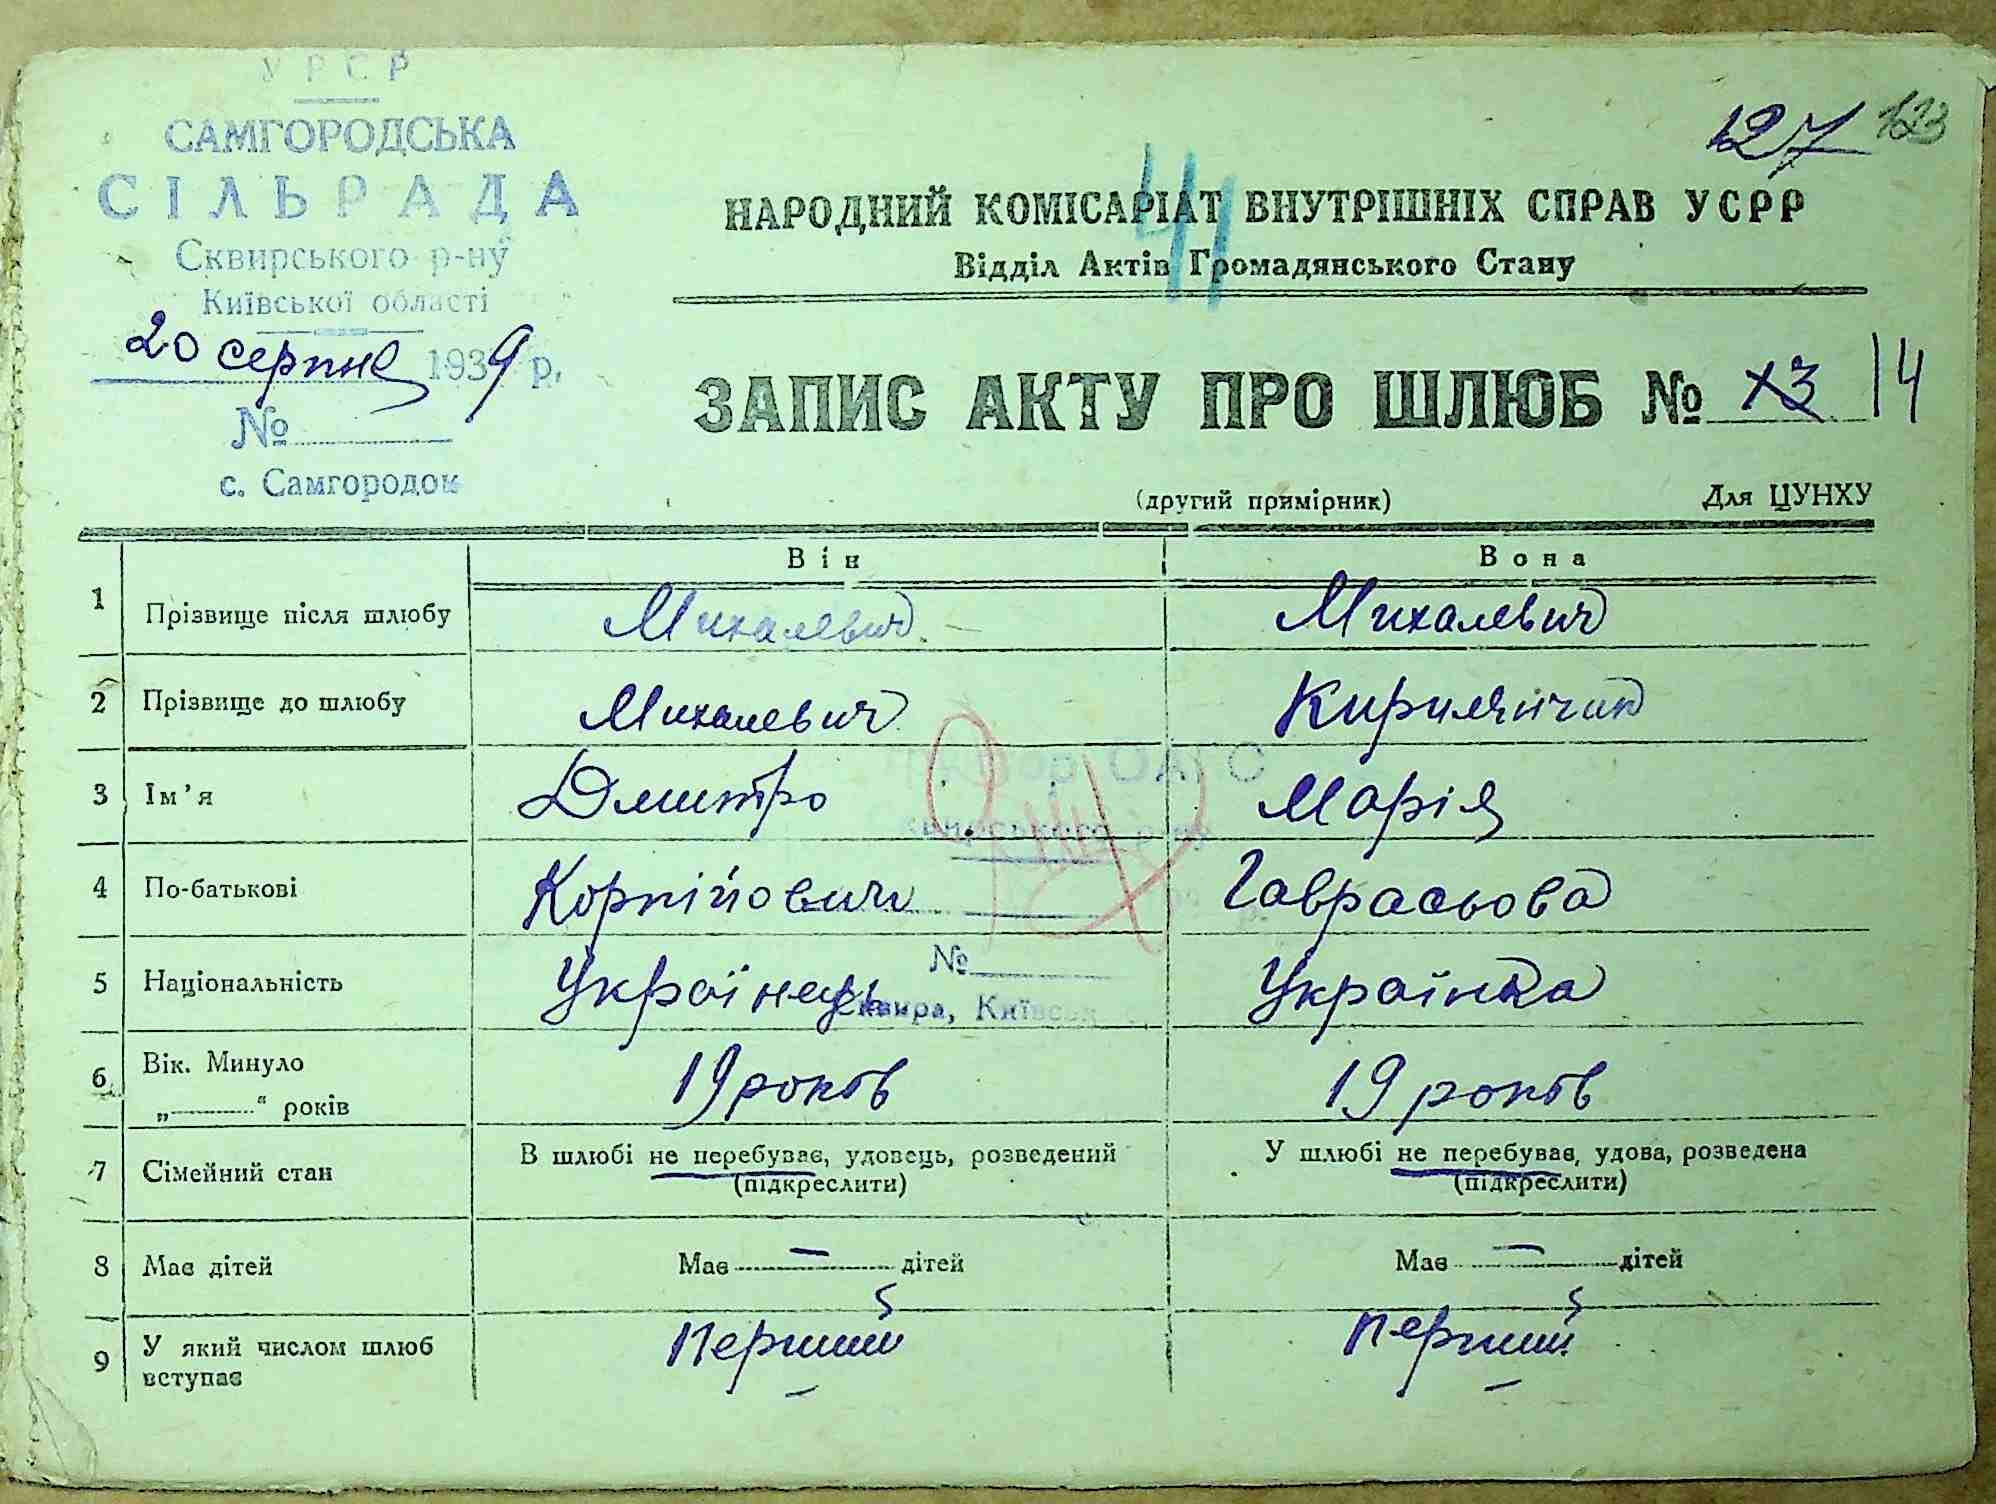 УРСР
САМГОРОДСЬКА
СІЛЬРАДА
Сквирського р-ну
Київської області
20 серпня 1939 р.
№
с. Самгородок
127 123
41
НАРОДНИЙ КОМІСАРІАТ ВНУТРІШНІХ СПРАВ УСРР
Відділ Актів Громадянського Стану
ЗАПИС АКТУ ПРО ШЛЮБ № 13 14
(другий примірник) Для ЦУНХУ
Він Вона
1 Прізвище після шлюбу Михалевич Михалевич
2 Прізвище до шлюбу Михалевич
3 Ім'я Дмитро Марія
4 По-батькові Корнійович Гаврасьова
5 Національність Українець Українка
№
Сквира, Київськ
6 Вік. Минуло 19 років 19 років
„ “ років
7 Сімейний стан В шлюбі не перебуває, удовець, розведений У шлюбі не перебуває, удова, розведена
(підкреслити) (підкреслити)
8 Має дітей Має — дітей Має — дітей
9 У який числом шлюб вступає Перший Перший